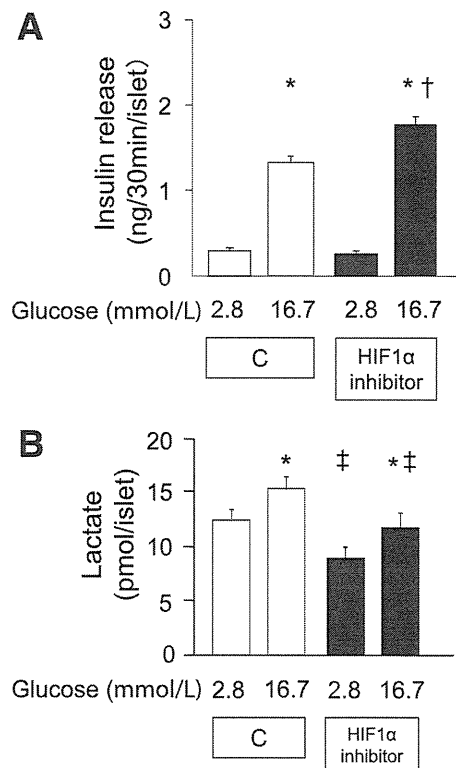 A
Insulin release
(ng/30min/islet)
3
2
1
0
*
* †
Glucose (mmol/L) 2.8 16.7 2.8 16.7
C
HIF1α
inhibitor
B
Lactate
(pmol/islet)
20
15
10
5
0
*
‡
*‡
Glucose (mmol/L) 2.8 16.7 2.8 16.7
C
HIF1α
inhibitor